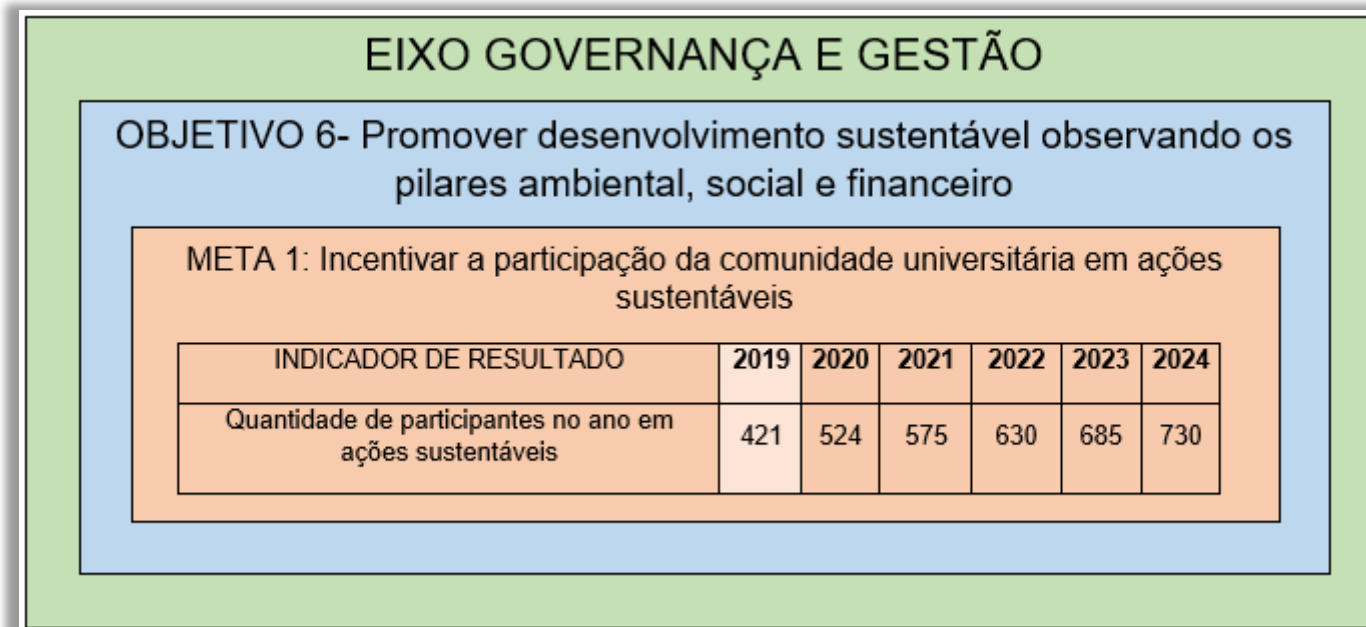 EIXO GOVERNANÇA E GESTÃO
OBJETIVO 6- Promover desenvolvimento sustentável observando os
pilares ambiental, social e financeiro
META 1: Incentivar a participação da comunidade universitária em ações
sustentáveis
INDICADOR DE RESULTADO 2019 2020 2021 2022 2023 2024
Quantidade de participantes no ano em
ações sustentáveis 421 524 575 630 685 730